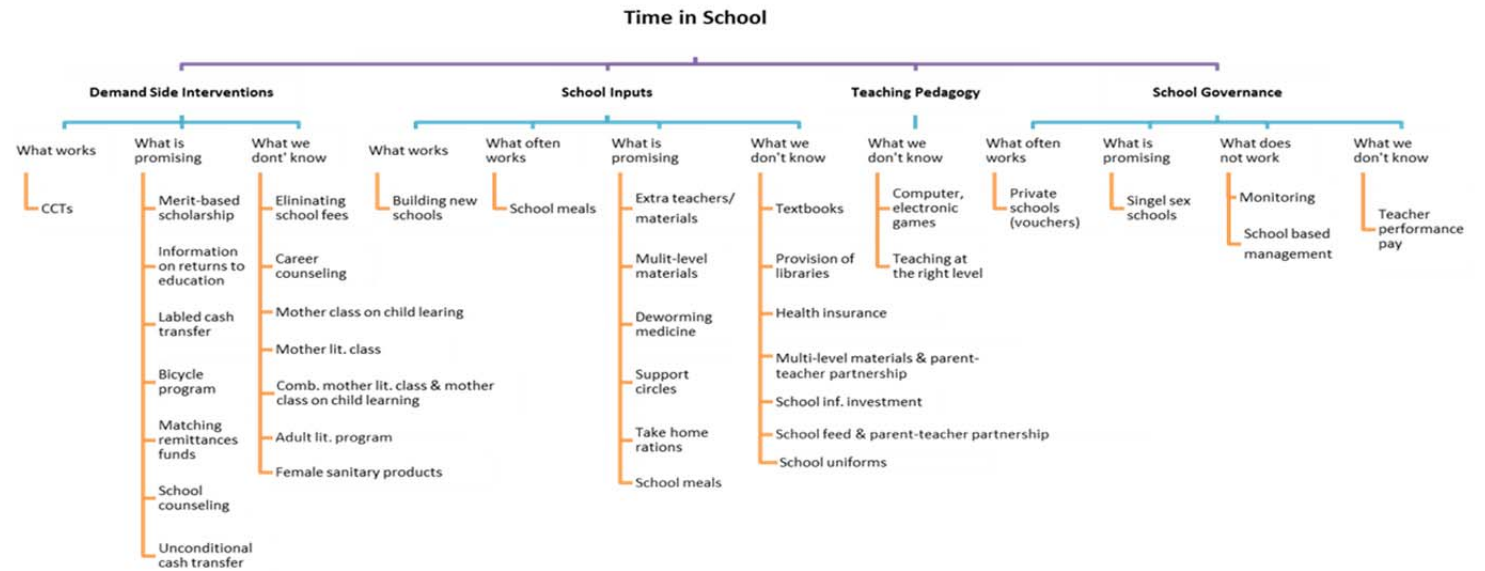 Time in School
Demand Side Interventions
What works
CCTs
What is
promising
Merit-based
scholarship
Information
on returns to
education
Labled cash
transfer
Bicycle
program
Matching
remittances
funds
School
counseling
Unconditional
cash transfer
What we
dont' know
Elininating
school fees
Career
counseling
Mother class on child learing
Mother lit. class
Comb. mother lit. class & mother
class on child learning
Adult lit. program
Female sanitary products
School Inputs
What works
Building new
schools
What often
works
School meals
What is
promising
Extra teachers/
materials
Mulit-level
materials
Deworming
medicine
Support
circles
Take home
rations
School meals
What we
don't know
Textbooks
Provision of
libraries
Health insurance
Multi-level materials & parent-
teacher partnership
School inf. investment
School feed & parent-teacher partnership
School uniforms
Teaching Pedagogy
What we
don't know
Computer,
electronic
games
Teaching at
the right level
School Governance
What often
works
Private
schools
(vouchers)
What is
promising
Singel sex
schools
What does
not work
Monitoring
School based
management
What we
don't know
Teacher
performance
pay